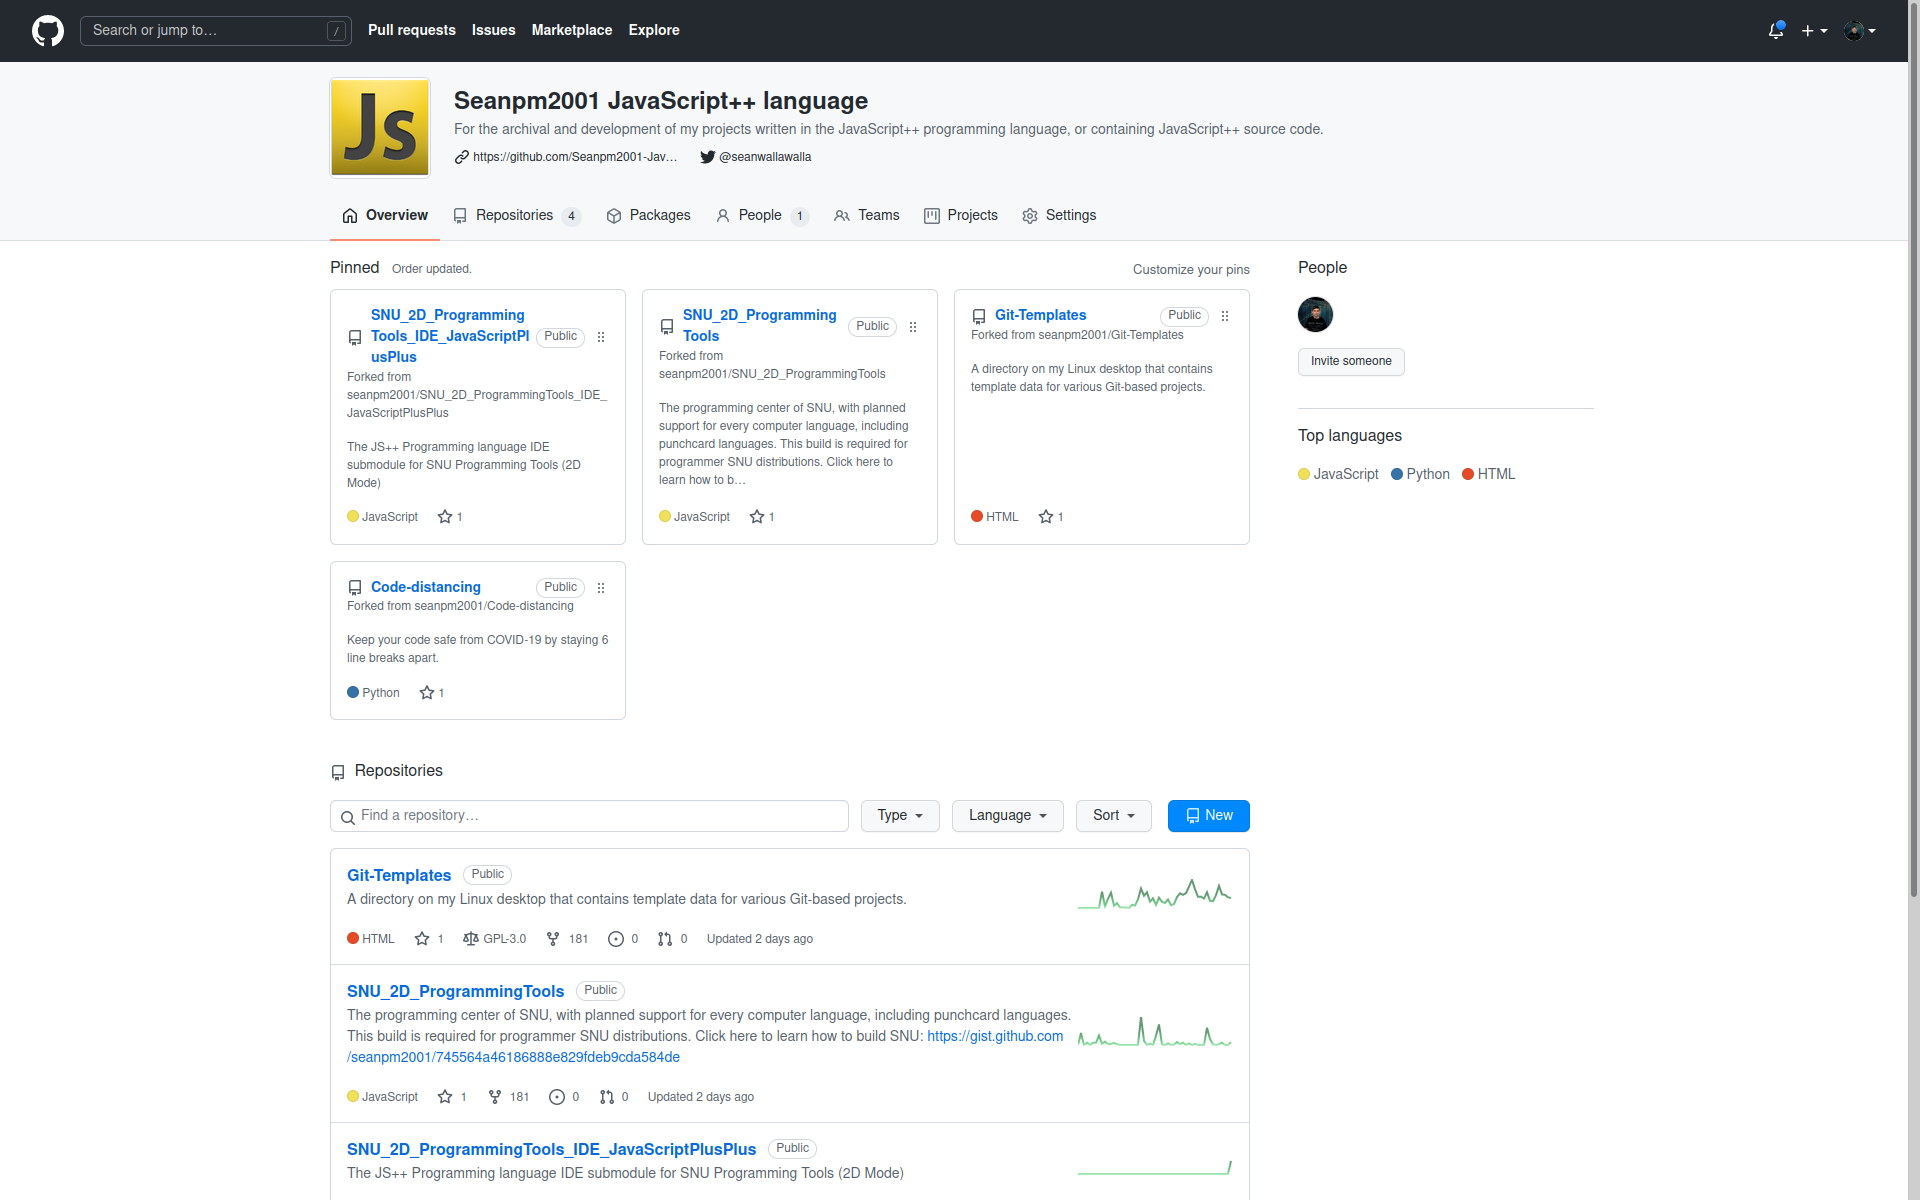 Search or jump to…
/
Pull requests
Issues
Marketplace
Explore
Js
Seanpm2001 JavaScript++ language
For the archival and development of my projects written in the JavaScript++ programming language, or containing JavaScript++ source code.
https://github.com/Seanpm2001-Jav…
@seanwallawalla
Overview
Repositories 4
Packages
People 1
Teams
Projects
Settings
Pinned
Order updated.
Customize your pins
SNU_2D_Programming
Tools_IDE_JavaScriptPl
usPlus
Public
Forked from
seanpm2001/SNU_2D_ProgrammingTools_IDE_
JavaScriptPlusPlus
The JS++ Programming language IDE
submodule for SNU Programming Tools (2D
Mode)
JavaScript
1
SNU_2D_Programming
Tools
Public
Forked from
seanpm2001/SNU_2D_ProgrammingTools
The programming center of SNU, with planned
support for every computer language, including
punchcard languages. This build is required for
programmer SNU distributions. Click here to
learn how to b…
JavaScript
1
Git-Templates
Public
Forked from seanpm2001/Git-Templates
A directory on my Linux desktop that contains
template data for various Git-based projects.
HTML
1
Code-distancing
Public
Forked from seanpm2001/Code-distancing
Keep your code safe from COVID-19 by staying 6
line breaks apart.
Python
1
People
Invite someone
Top languages
JavaScript
Python
HTML
Repositories
Find a repository…
Type
Language
Sort
New
Git-Templates
Public
A directory on my Linux desktop that contains template data for various Git-based projects.
HTML 1 GPL-3.0 181 0 0 Updated 2 days ago
SNU_2D_ProgrammingTools
Public
The programming center of SNU, with planned support for every computer language, including punchcard languages.
This build is required for programmer SNU distributions. Click here to learn how to build SNU: https://gist.github.com
/seanpm2001/745564a46186888e829fdeb9cda584de
JavaScript 1 181 0 0 Updated 2 days ago
SNU_2D_ProgrammingTools_IDE_JavaScriptPlusPlus
Public
The JS++ Programming language IDE submodule for SNU Programming Tools (2D Mode)